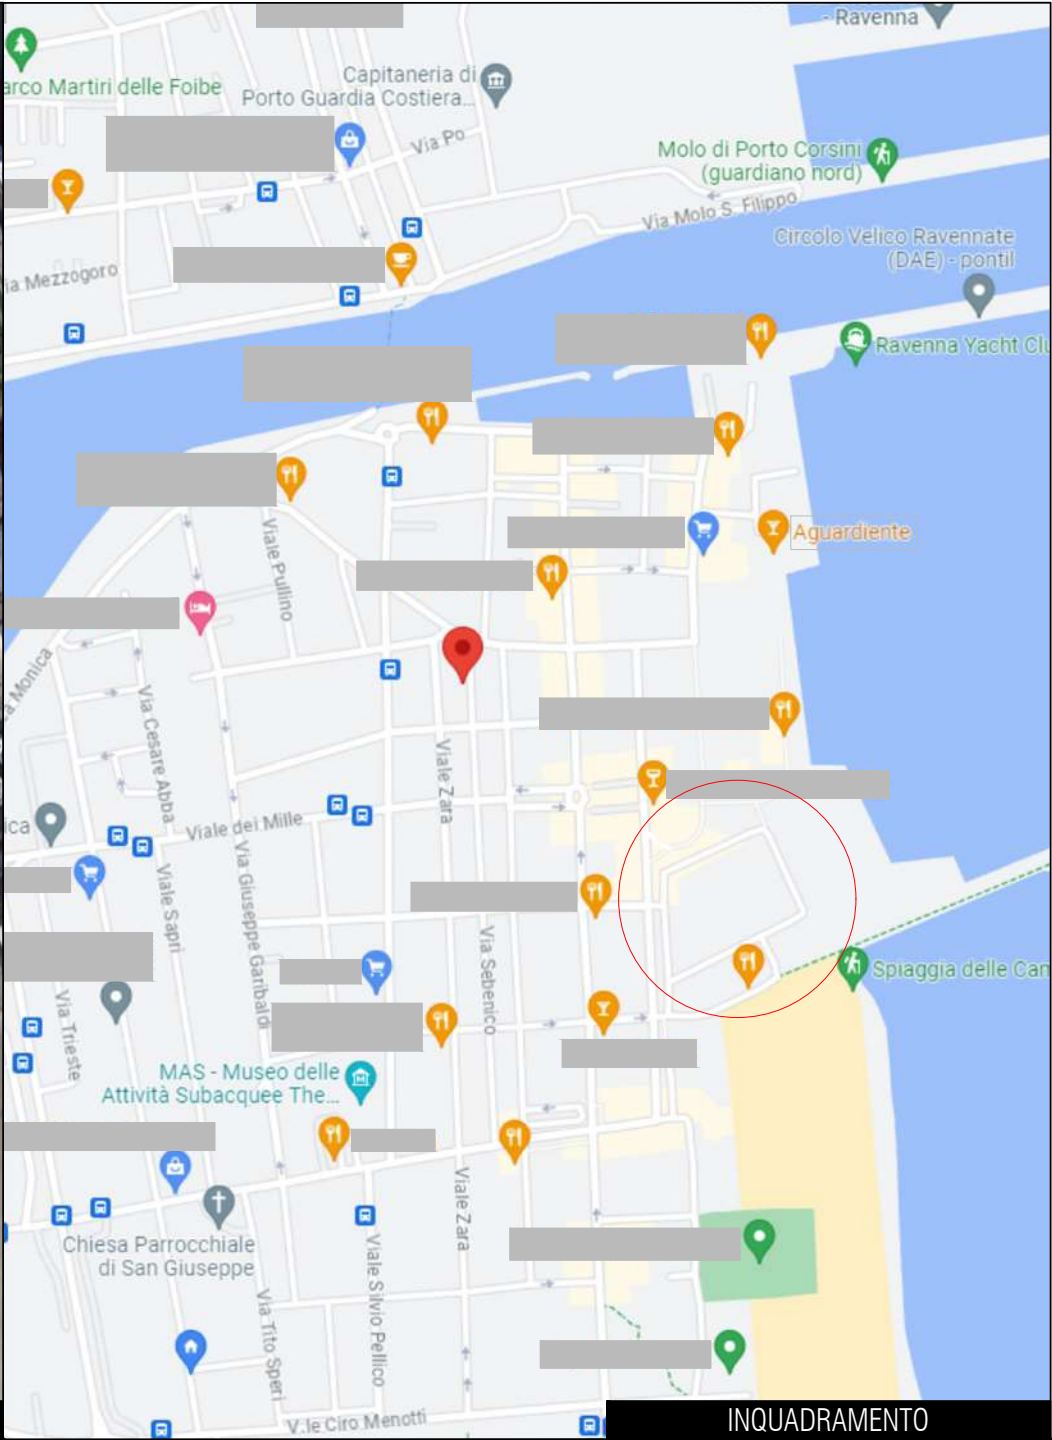 - Ravenna
arco Martiri delle Foibe
Capitaneria di
Porto Guardia Costiera...
Via Po
Molo di Porto Corsini
(guardiano nord)
Via Molo S. Filippo
Circolo Velico Ravennate
(DAE) - pontil
ia Mezzogoro
Ravenna Yacht Clu
Aguardiente
Viale Pullino
a Monica
Via Cesare Abba
Viale Zara
ica
Viale dei Mille
Viale Sapri
Via Giuseppe Garibaldi
Via Sebenico
Spiaggia delle Can
Via Trieste
MAS - Museo delle
Attività Subacquee The...
Viale Zara
Chiesa Parrocchiale
di San Giuseppe
Viale Silvio Pellico
Via Tito Speri
V.le Ciro Menotti
INQUADRAMENTO